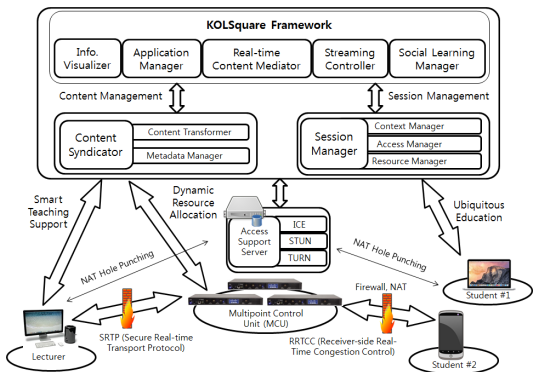 KOLSquare Framework
Info.
Visualizer
Application
Manager
Real-time
Content Mediator
Streaming
Controller
Social Learning
Manager
Content Management
Session Management
Content
Syndicator
Content Transformer
Metadata Manager
Session
Manager
Context Manager
Access Manager
Resource Manager
Smart
Teaching
Support
Dynamic
Resource
Allocation
Ubiquitous
Education
Access
Support
Server
ICE
STUN
TURN
NAT Hole Punching
NAT Hole Punching
Firewall, NAT
Student #1
Multipoint Control
Unit (MCU)
SRTP (Secure Real-time
Transport Protocol)
RRTCC (Receiver-side Real-
Time Congestion Control)
Lecturer
Student #2